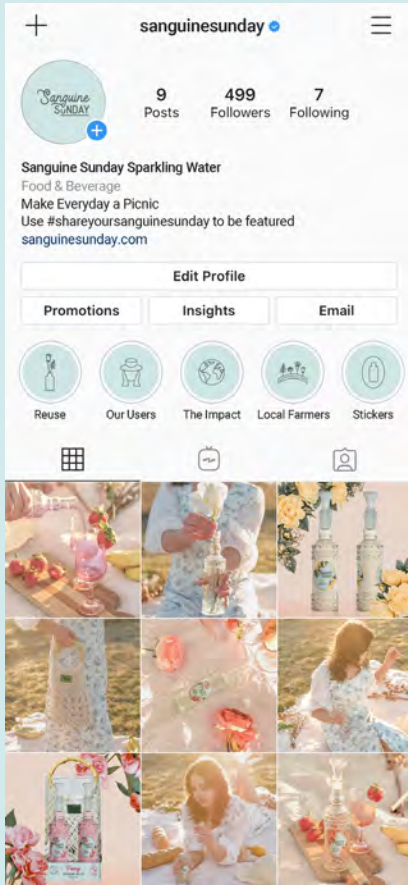 sanguinesunday
Sanguine
SUNDAY
9
Posts
499
Followers
7
Following
Sanguine Sunday Sparkling Water
Food & Beverage
Make Everyday a Picnic
Use #shareyoursanguinesunday to be featured
sanguinesunday.com
Edit Profile
Promotions
Insights
Email
Reuse
Our Users
The Impact
Local Farmers
Stickers